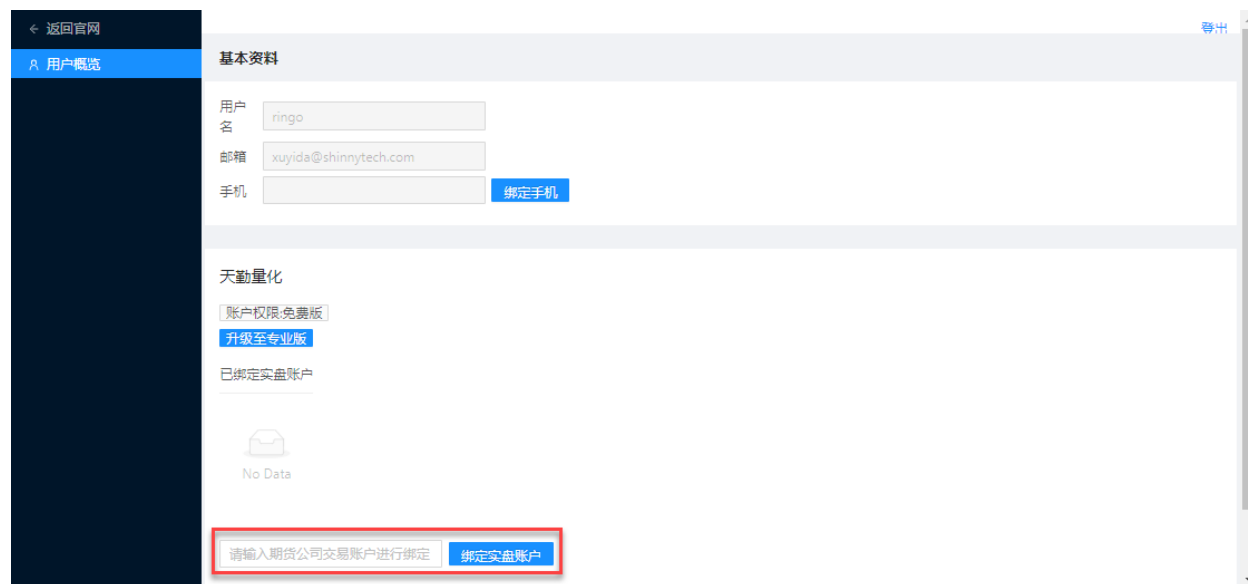 返回官网
登出
用户概览
基本资料
用户名
ringo
邮箱
xuyida@shinnytech.com
手机
绑定手机
天勤量化
账户权限:免费版
升级至专业版
已绑定实盘账户
No Data
请输入期货公司交易账户进行绑定
绑定实盘账户